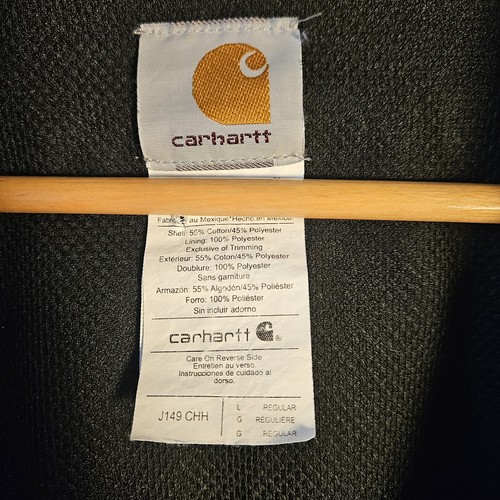 carhartt
au Mexique*Hecho en México
Shell: 55% Cotton/45% Polyester
Lining: 100% Polyester
Exclusive of Trimming
Extérieur: 55% Coton/45% Polyester
Doublure: 100% Polyester
Sans garniture
Armazón: 55% Algodón/45% Poliéster
Forro: 100% Poliéster
Sin incluir adorno
carhartt ®
Care On Reverse Side
Entretien au verso.
Instrucciones de cuidado al
dorso.
J149 CHH
L REGULAR
G RÉGULIÈRE
G REGULAR